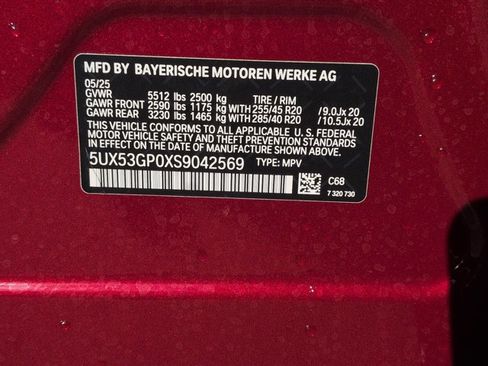 MFD BY BAYERISCHE MOTOREN WERKE AG
05/25
GVWR 5512 lbs 2500 kg TIRE / RIM
GAWR FRONT 2590 lbs 1175 kg WITH 255/45 R20 /9.0Jx 20
GAWR REAR 3230 lbs 1465 kg WITH 285/40 R20 /10.5Jx 20
THIS VEHICLE CONFORMS TO ALL APPLICABLE U. S. FEDERAL
MOTOR VEHICLE SAFETY AND THEFT PREVENTION STANDARDS
IN EFFECT ON THE DATE OF MANUFACTURE SHOWN ABOVE.
5UX53GP0XS9042569 TYPE: MPV
C68
7 320 730